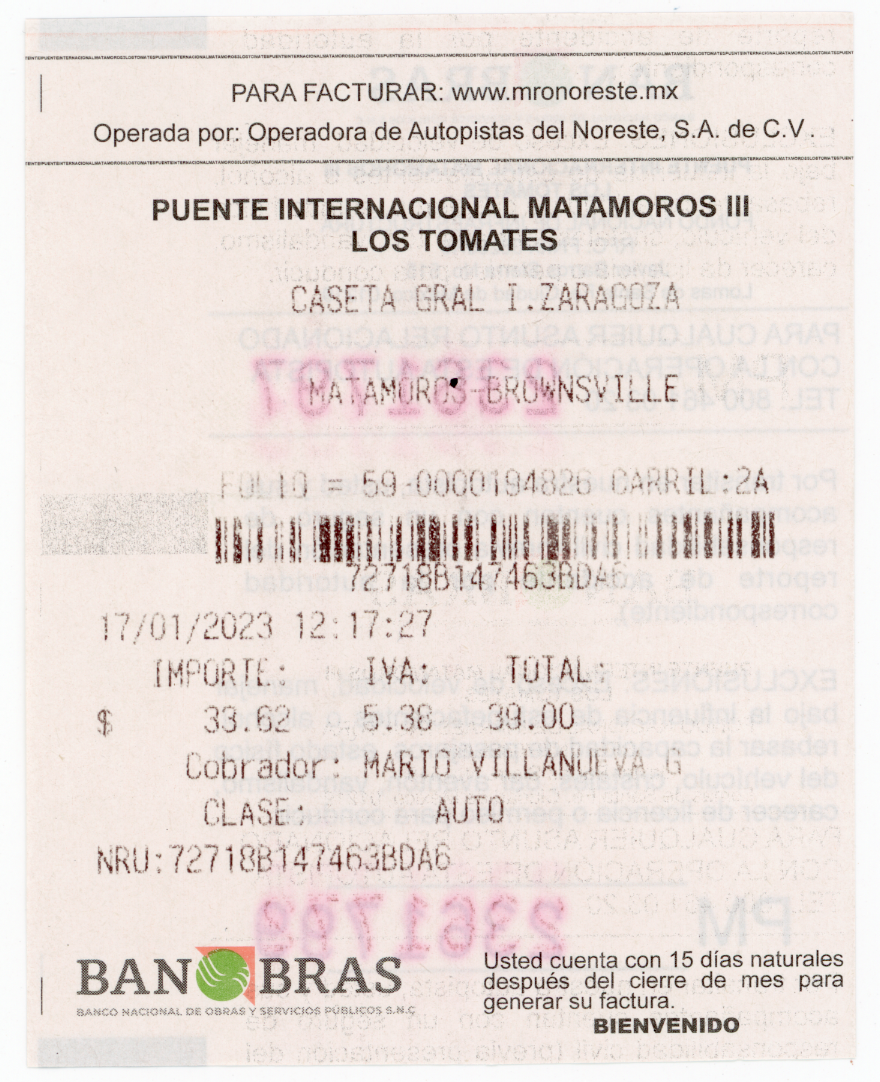 PARA FACTURAR: www.mronoreste.mx
Operada por: Operadora de Autopistas del Noreste, S.A. de C.V.
PUENTE INTERNACIONAL MATAMOROS III
LOS TOMATES
CASETA GRAL I.ZARAGOZA
MATAMOROS-BROWNSVILLE
FOLIO = 59-0000194826 CARRIL:2A
72718B147463BDA6
17/01/2023 12:17:27
IMPORTE: IVA: TOTAL:
$ 33.62 5.38 39.00
Cobrador: MARIO VILLANUEVA G
CLASE: AUTO
NRU:72718B147463BDA6
BANOBRAS
BANCO NACIONAL DE OBRAS Y SERVICIOS PÚBLICOS S.N.C
Usted cuenta con 15 días naturales
después del cierre de mes para
generar su factura.
BIENVENIDO